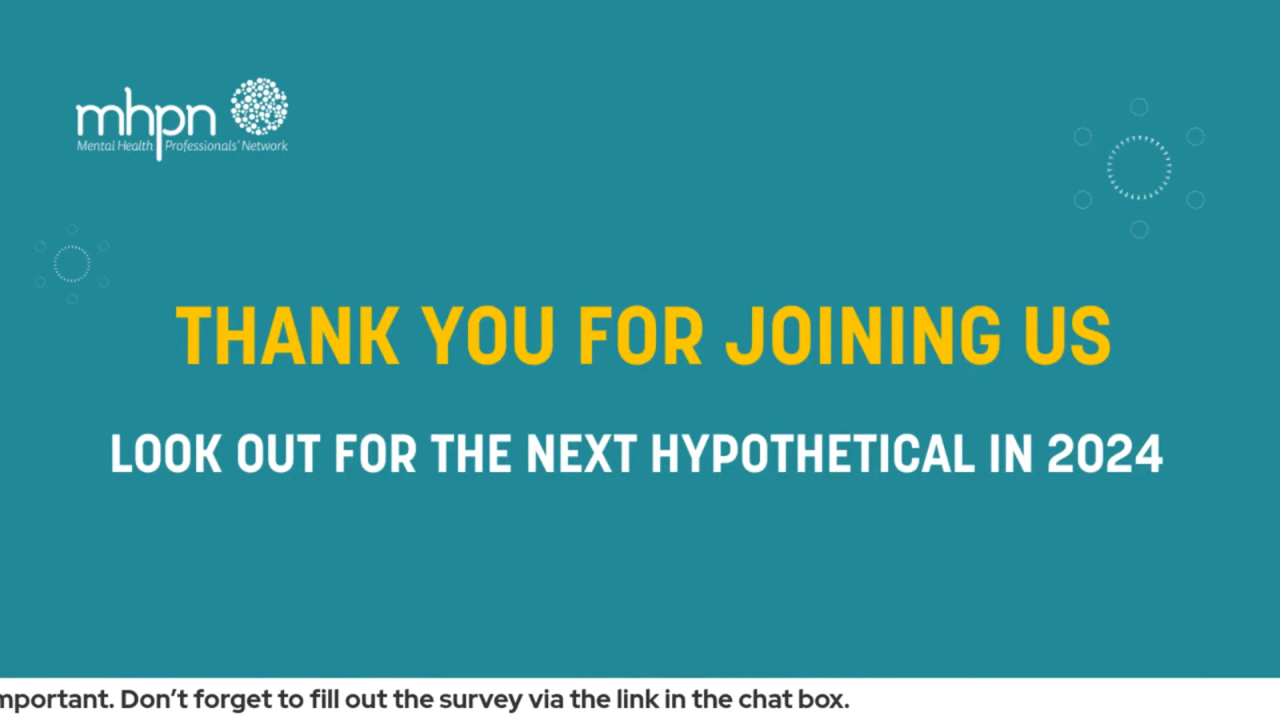 mhpn
Mental Health Professionals' Network
THANK YOU FOR JOINING US
LOOK OUT FOR THE NEXT HYPOTHETICAL IN 2024
mportant. Don’t forget to fill out the survey via the link in the chat box.